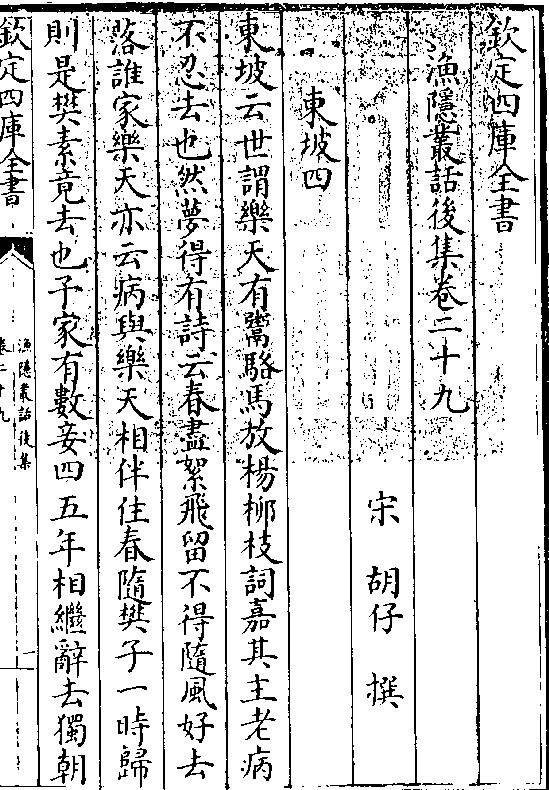 欽定四庫全書
漁隱叢話後集卷二十九
宋 胡仔 撰
東坡四
東坡云世謂樂天有鬻駱馬放楊柳枝詞嘉其主老病
不忍去也然夢得有詩云春盡絮飛留不得隨風好去
落誰家樂天亦云病與樂天相伴住春隨樊子一時歸
則是樊素竟去也予家有數妾四五年相繼辭去獨朝
欽定四庫全書
漁隱叢話後集
卷二十九
一